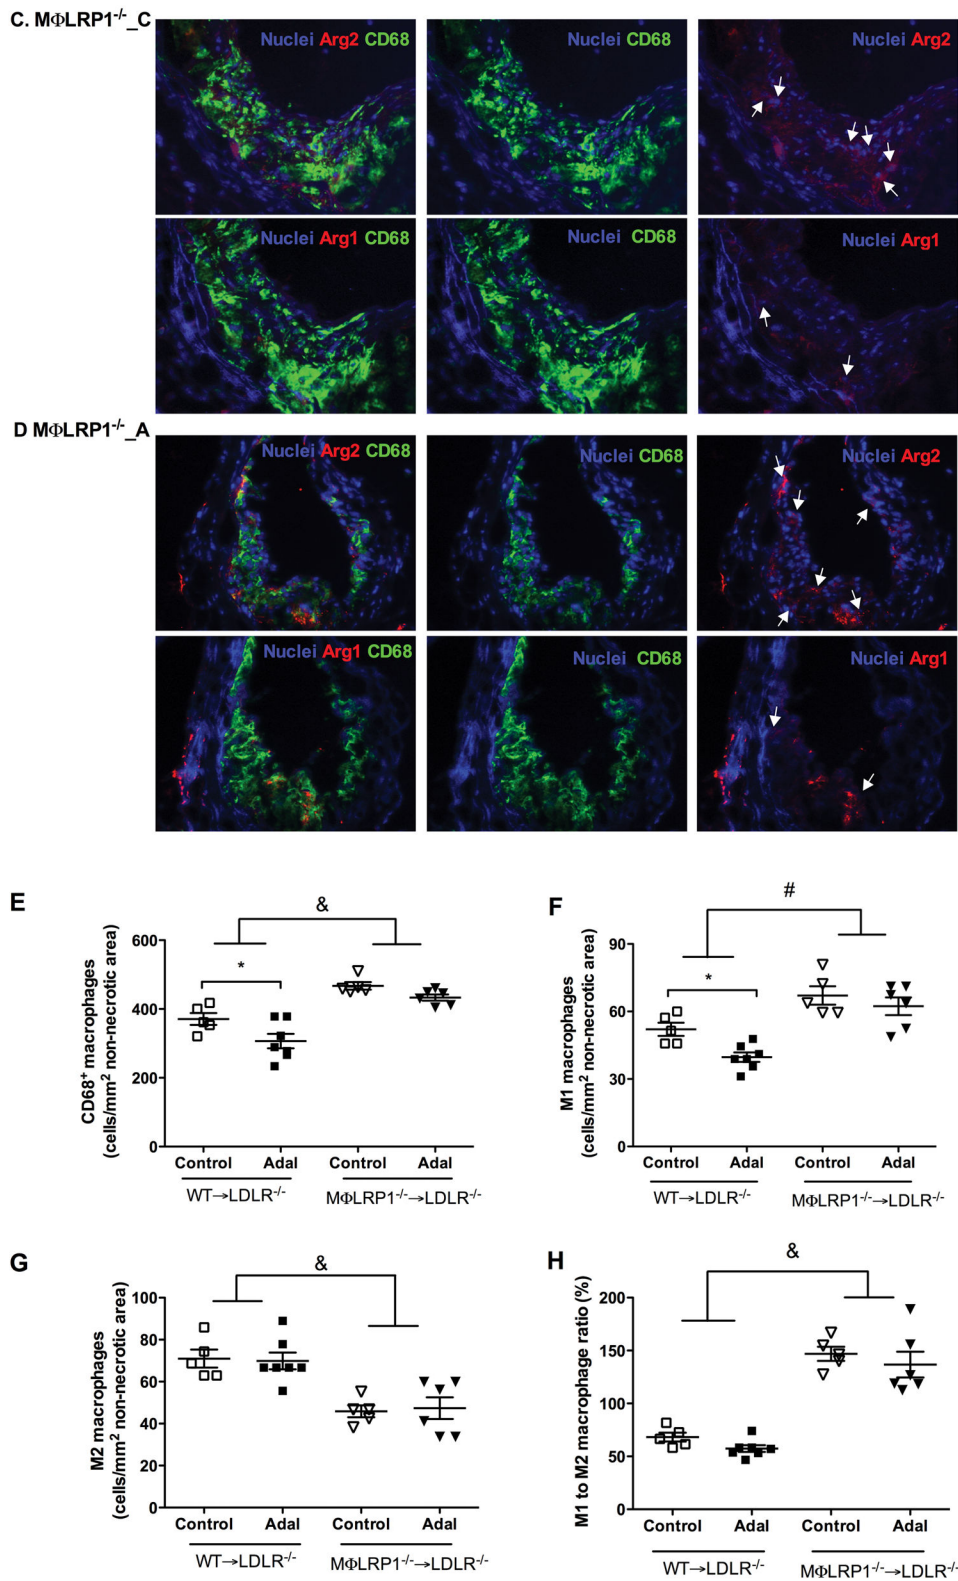 C. MΦLRP1-/-_C
Nuclei Arg2 CD68
Nuclei CD68
Nuclei Arg2
Nuclei Arg1 CD68
Nuclei CD68
Nuclei Arg1
D MΦLRP1-/-_A
Nuclei Arg2 CD68
Nuclei CD68
Nuclei Arg2
Nuclei Arg1 CD68
Nuclei CD68
Nuclei Arg1
E
&
*
CD68+ macrophages
(cells/mm2 non-necrotic area)
600
400
200
0
Control Adal Control Adal
WT→LDLR-/- MΦLRP1-/-→LDLR-/-
F
#
*
M1 macrophages
(cells/mm2 non-necrotic area)
90
60
30
0
Control Adal Control Adal
WT→LDLR-/- MΦLRP1-/-→LDLR-/-
G
&
M2 macrophages
(cells/mm2 non-necrotic area)
100
80
60
40
20
0
Control Adal Control Adal
WT→LDLR-/- MΦLRP1-/-→LDLR-/-
H
&
M1 to M2 macrophage ratio (%)
200
150
100
50
0
Control Adal Control Adal
WT→LDLR-/- MΦLRP1-/-→LDLR-/-